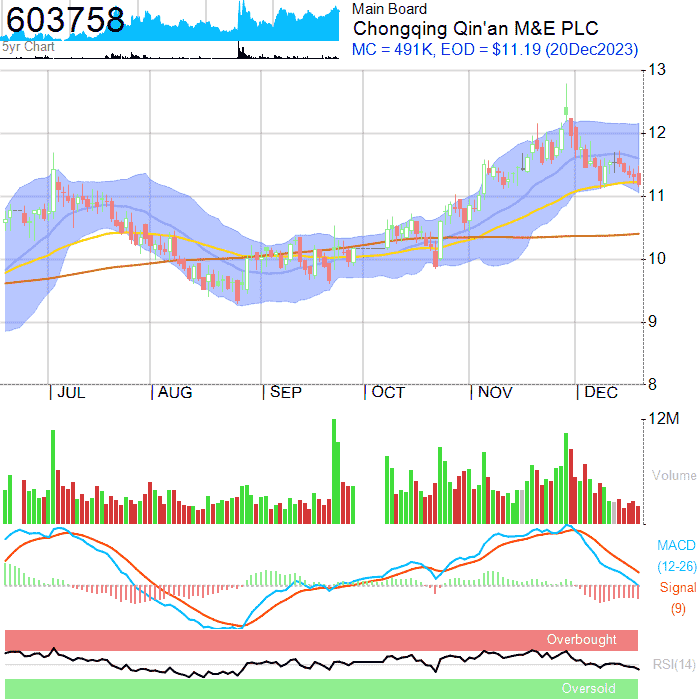 603758
Main Board
Chongqing Qin'an M&E PLC
5yr Chart
MC = 491K, EOD = $11.19 (20Dec2023)
13
12
11
10
9
8
JUL AUG SEP OCT NOV DEC
12M
Volume
MACD
(12-26)
Signal
(9)
Overbought
RSI(14)
Oversold